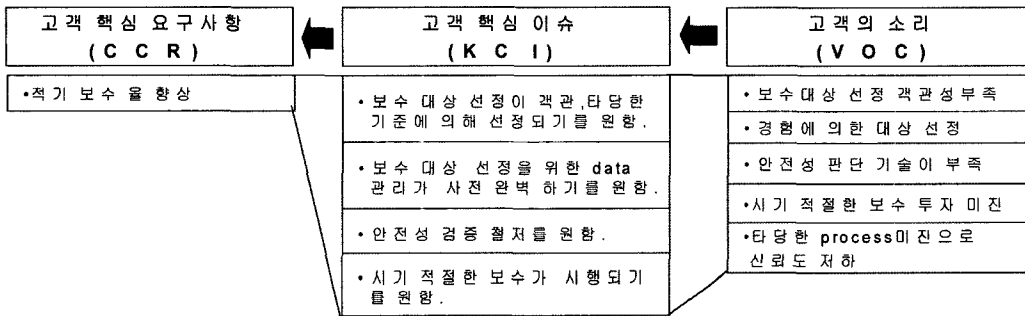 고객 핵심 요구사항
(CCR)
•적기 보수 율 향상
고객 핵심 이슈
(KCI)
• 보수 대상 선정이 객관,타당한
기준에 의해 선정되기를 원함.
•보수 대상 선정을 위한 data
관리가 사전 완벽 하기를 원함.
• 안전성 검증 철저를 원함.
•시기 적절한 보수가 시행되기
를 원함.
고객의 소리
(VOC)
• 보수대상 선정 객관성부족
•경험에 의한 대상 선정
• 안전성 판단 기술이 부족
•시기 적절한 보수 투자 미진
•타당한 process미진으로
신뢰도 저하